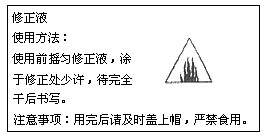 修正液
使用方法：
使用前摇匀修正液，涂
于修正处少许，待完全
干后书写。
注意事项：用完后请及时盖上帽，严禁食用。